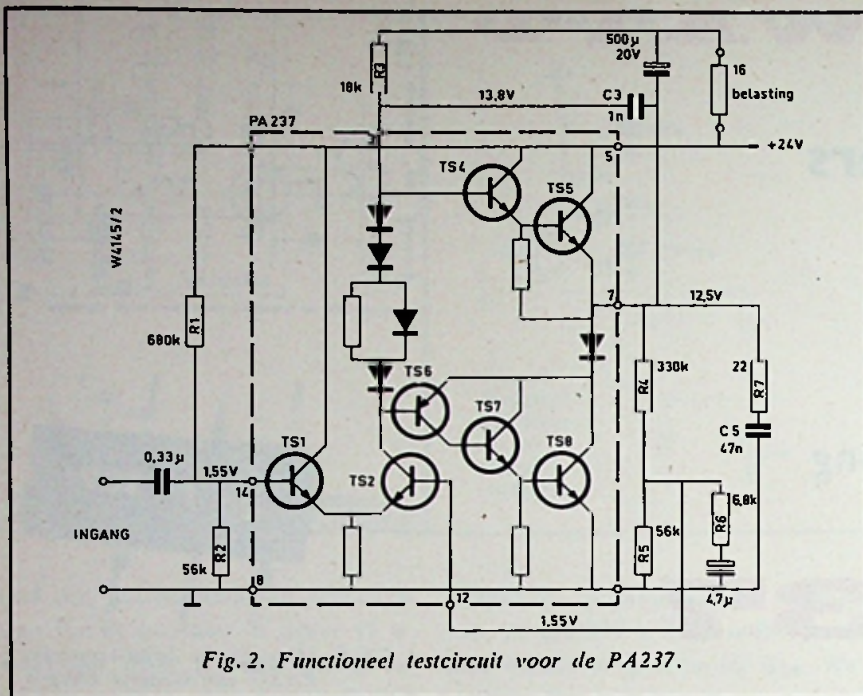 500µ
20V
R3
18k
C3
1n
13,8V
16
belasting
PA 237
5
+24V
TS4
TS5
W4145/2
7
12,5V
R1
680k
330k
R4
22
R7
TS6
TS7
C5
47n
TS1
TS2
TS8
0,33µ
1,55V
14
6,8k
R6
INGANG
R2
56k
R5
56k
8
12
4,7µ
1,55V
Fig. 2. Functioneel testcircuit voor de PA237.